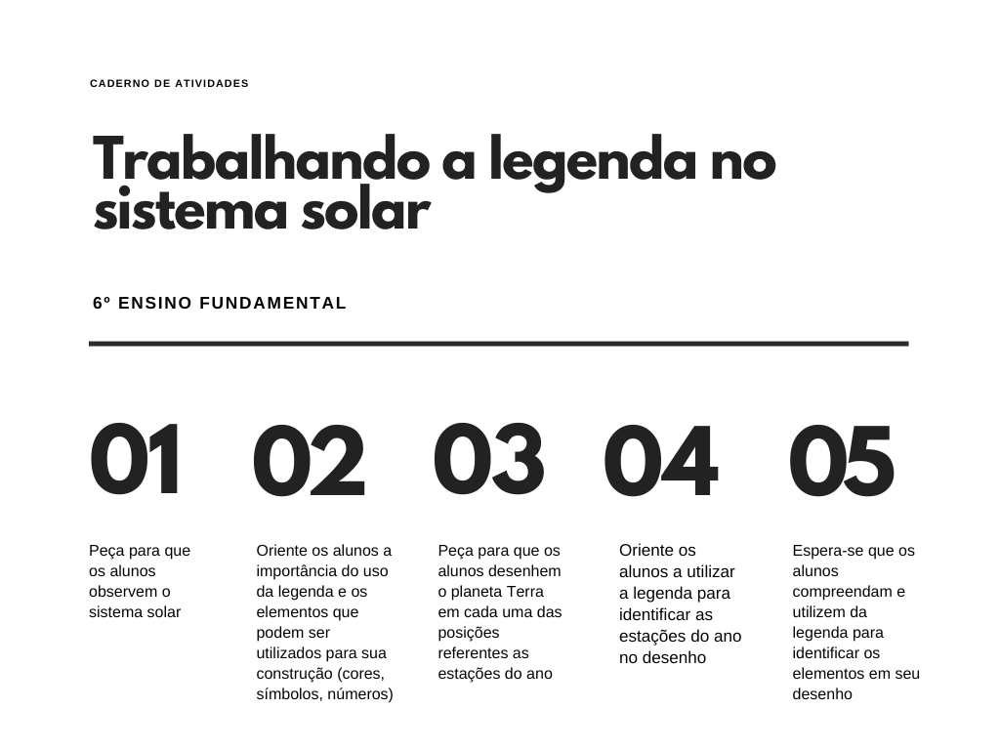 CADERNO DE ATIVIDADES
Trabalhando a legenda no
sistema solar
6º ENSINO FUNDAMENTAL
01
Peça para que
os alunos
observem o
sistema solar
02
Oriente os alunos a
importância do uso
da legenda e os
elementos que
podem ser
utilizados para sua
construção (cores,
símbolos, números)
03
Peça para que os
alunos desenhem
o planeta Terra
em cada uma das
posições
referentes as
estações do ano
04
Oriente os
alunos a utilizar
a legenda para
identificar as
estações do ano
no desenho
05
Espera-se que os
alunos
compreendam e
utilizem da
legenda para
identificar os
elementos em seu
desenho